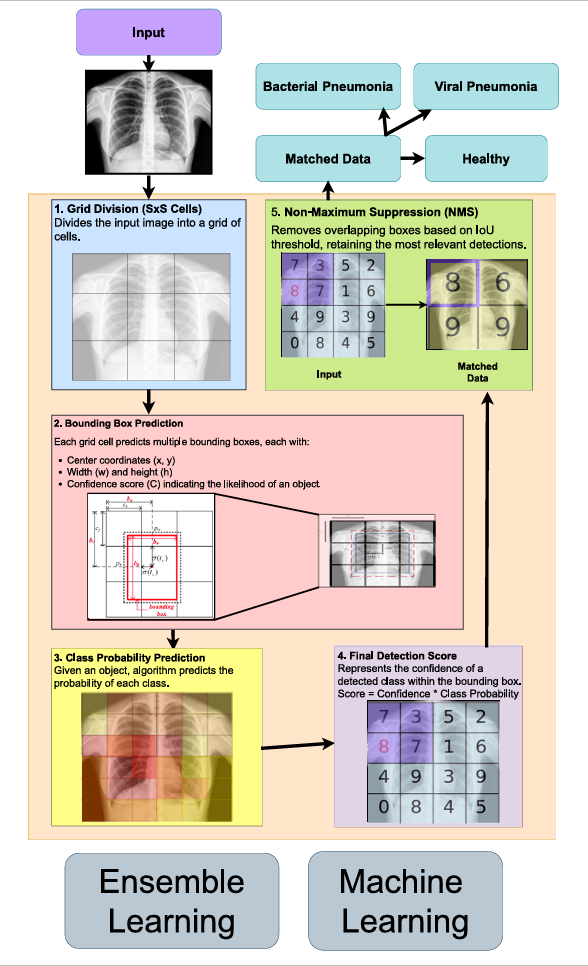 Input
Bacterial Pneumonia
Viral Pneumonia
Matched Data
Healthy
1. Grid Division (SxS Cells)
Divides the input image into a grid of
cells.
5. Non-Maximum Suppression (NMS)
Removes overlapping boxes based on IoU
threshold, retaining the most relevant detections.
7 3 5 2
8 7 1 6
4 9 3 9
0 8 4 5
8 6
9 9
Input
Matched
Data
2. Bounding Box Prediction
Each grid cell predicts multiple bounding boxes, each with:
• Center coordinates (x, y)
• Width (w) and height (h)
• Confidence score (C) indicating the likelihood of an object
bounding
box
3. Class Probability Prediction
Given an object, algorithm predicts the
probability of each class.
4. Final Detection Score
Represents the confidence of a
detected class within the bounding box.
Score = Confidence * Class Probability
7 3 5 2
8 7 1 6
4 9 3 9
0 8 4 5
Ensemble
Learning
Machine
Learning